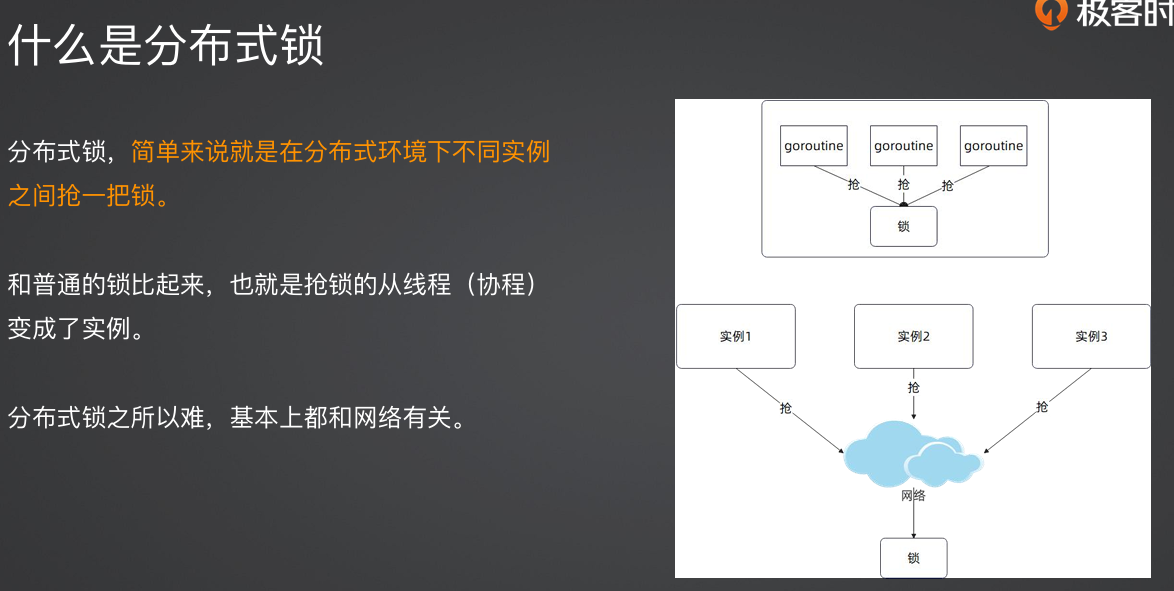 极客时
什么是分布式锁
分布式锁，简单来说就是在分布式环境下不同实例
之间抢一把锁。
和普通的锁比起来，也就是抢锁的从线程（协程）
变成了实例。
分布式锁之所以难，基本上都和网络有关。
goroutine goroutine goroutine
抢 抢 抢
锁
实例1 实例2 实例3
抢
抢 抢
网络
锁